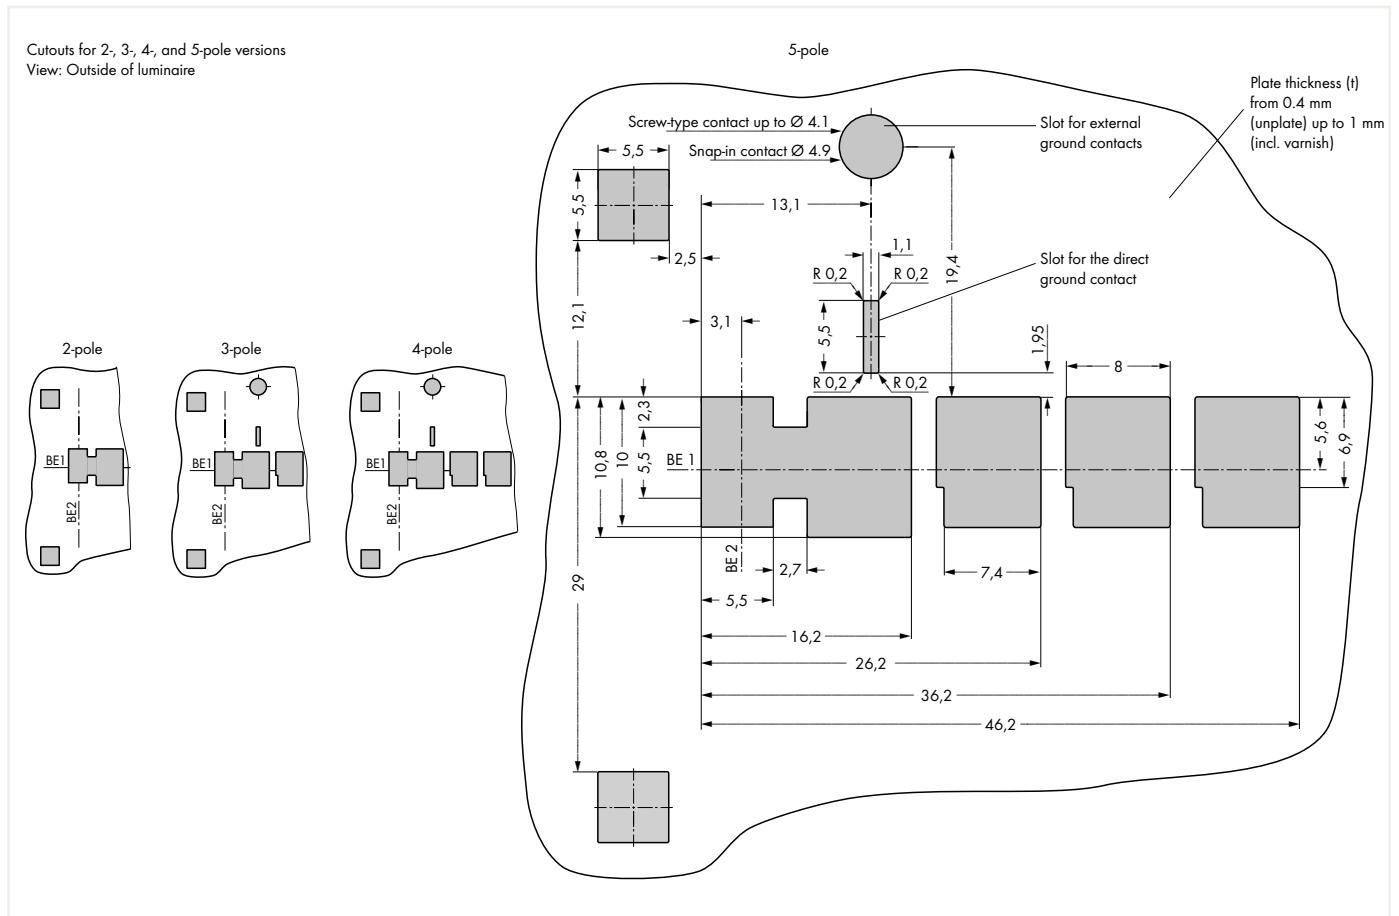 Cutouts for 2-, 3-, 4-, and 5-pole versions
View: Outside of luminaire
5-pole
Plate thickness (t)
from 0.4 mm
(unplate) up to 1 mm
(incl. varnish)
Screw-type contact up to Ø 4.1
Snap-in contact Ø 4.9
Slot for external
ground contacts
5,5
5,5
13,1
2,5
1,1
19,4
Slot for the direct
ground contact
R 0,2
R 0,2
12,1
3,1
5,5
1,95
2-pole
3-pole
4-pole
R 0,2
R 0,2
8
2,3
10,8
10
5,5
5,6
6,9
BE1
BE1
BE1
BE 1
BE2
BE2
BE2
BE 2
2,7
7,4
29
5,5
16,2
26,2
36,2
46,2